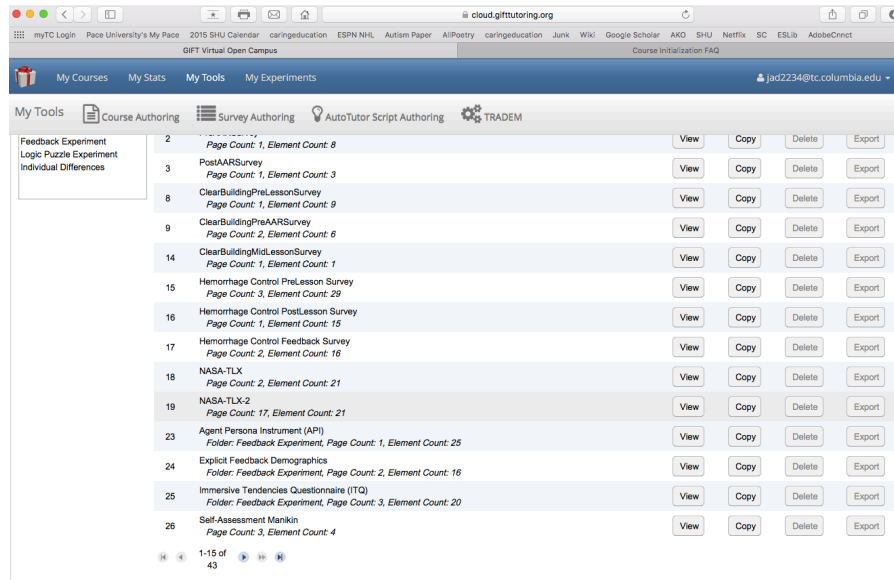 cloud.gifttutoring.org
myTC Login Pace University's My Pace 2015 SHU Calendar caringeducation ESPN NHL Autism Paper AllPoetry caringeducation Junk Wiki Google Scholar AKO SHU Netflix SC ESLib AdobeCnnct
GIFT Virtual Open Campus Course Initialization FAQ
My Courses My Stats My Tools My Experiments jad2234@tc.columbia.edu
My Tools Course Authoring Survey Authoring AutoTutor Script Authoring TRADEM
Feedback Experiment
Logic Puzzle Experiment
Individual Differences
2 View Copy Delete Export
Page Count: 1, Element Count: 8
3 PostAARSurvey View Copy Delete Export
Page Count: 1, Element Count: 3
8 ClearBuildingPreLessonSurvey View Copy Delete Export
Page Count: 1, Element Count: 9
9 ClearBuildingPreAARSurvey View Copy Delete Export
Page Count: 2, Element Count: 6
14 ClearBuildingMidLessonSurvey View Copy Delete Export
Page Count: 1, Element Count: 1
15 Hemorrhage Control PreLesson Survey View Copy Delete Export
Page Count: 3, Element Count: 29
16 Hemorrhage Control PostLesson Survey View Copy Delete Export
Page Count: 1, Element Count: 15
17 Hemorrhage Control Feedback Survey View Copy Delete Export
Page Count: 2, Element Count: 16
18 NASA-TLX View Copy Delete Export
Page Count: 2, Element Count: 21
19 NASA-TLX-2 View Copy Delete Export
Page Count: 17, Element Count: 21
23 Agent Persona Instrument (API) View Copy Delete Export
Folder: Feedback Experiment, Page Count: 1, Element Count: 25
24 Explicit Feedback Demographics View Copy Delete Export
Folder: Feedback Experiment, Page Count: 2, Element Count: 16
25 Immersive Tendencies Questionnaire (ITQ) View Copy Delete Export
Folder: Feedback Experiment, Page Count: 3, Element Count: 20
26 Self-Assessment Manikin View Copy Delete Export
Page Count: 3, Element Count: 4
1-15 of
43